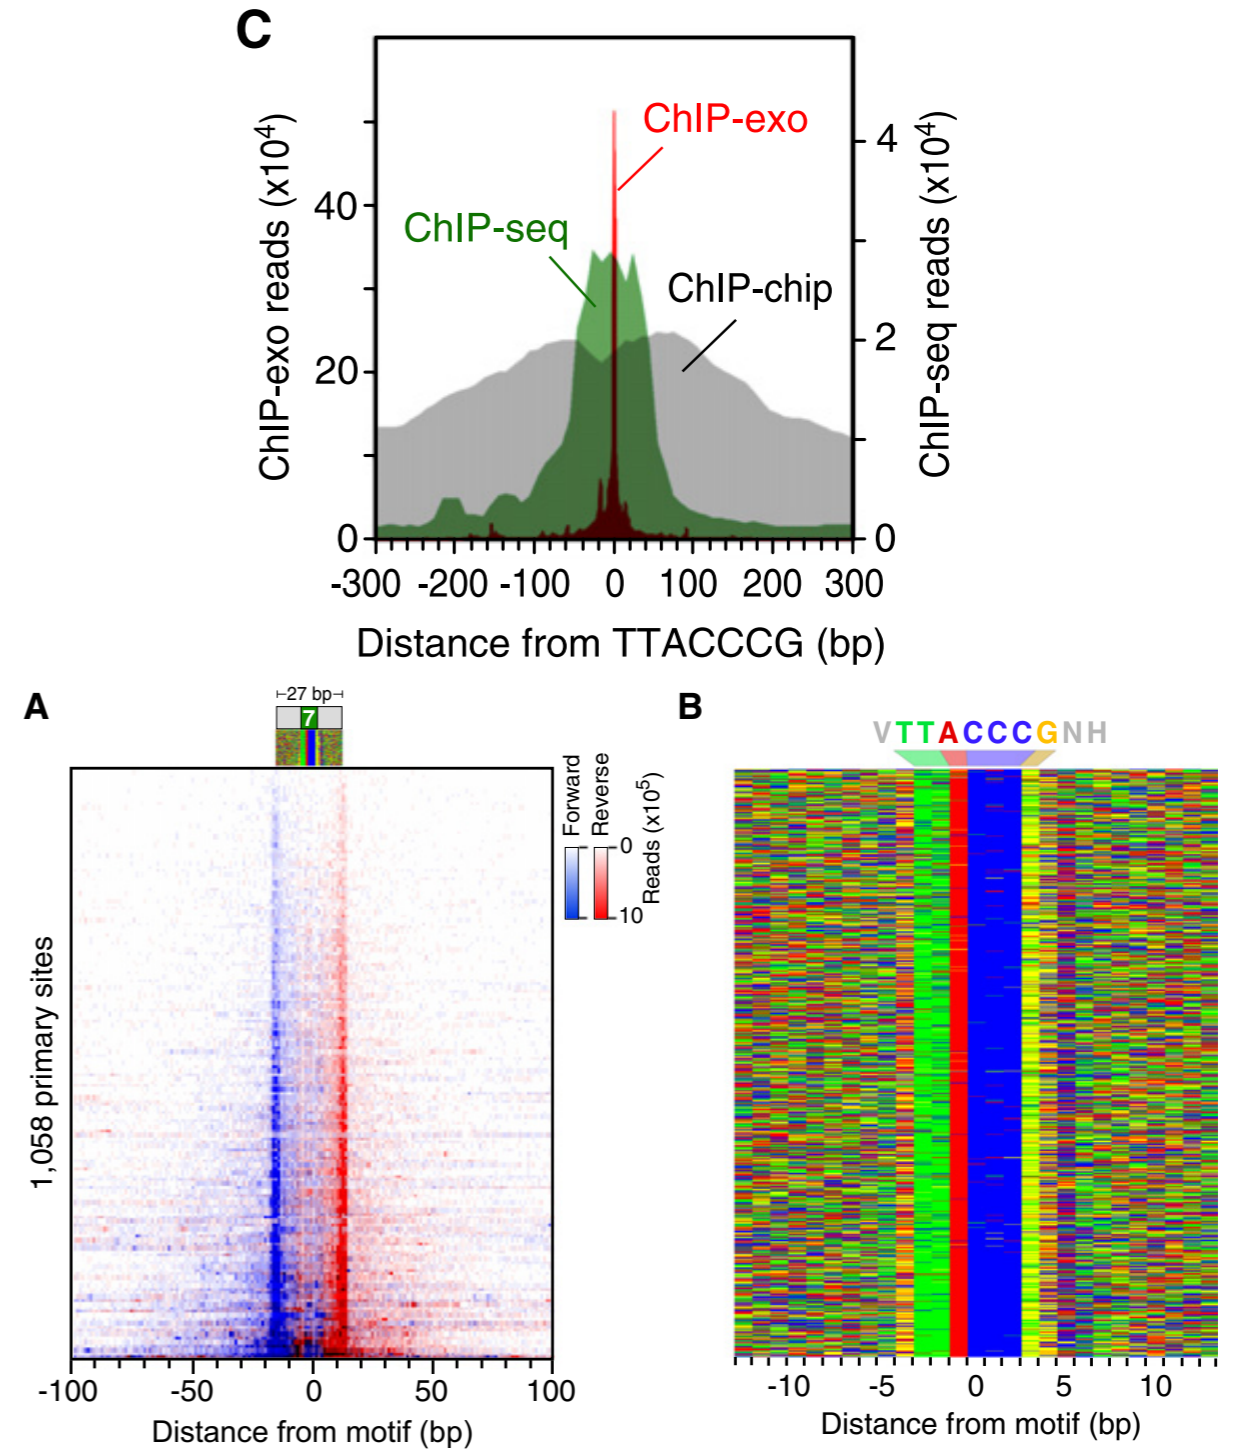 C
ChIP-exo reads (x10⁴)
40
20
0
ChIP-exo
ChIP-seq
ChIP-chip
4
2
0
ChIP-seq reads (x10⁴)
-300 -200 -100 0 100 200 300
Distance from TTACCCG (bp)
A
27 bp
7
1,058 primary sites
Forward
Reverse
0
10
Reads (x10⁵)
-100 -50 0 50 100
Distance from motif (bp)
B
VTTACCCGNH
-10 -5 0 5 10
Distance from motif (bp)